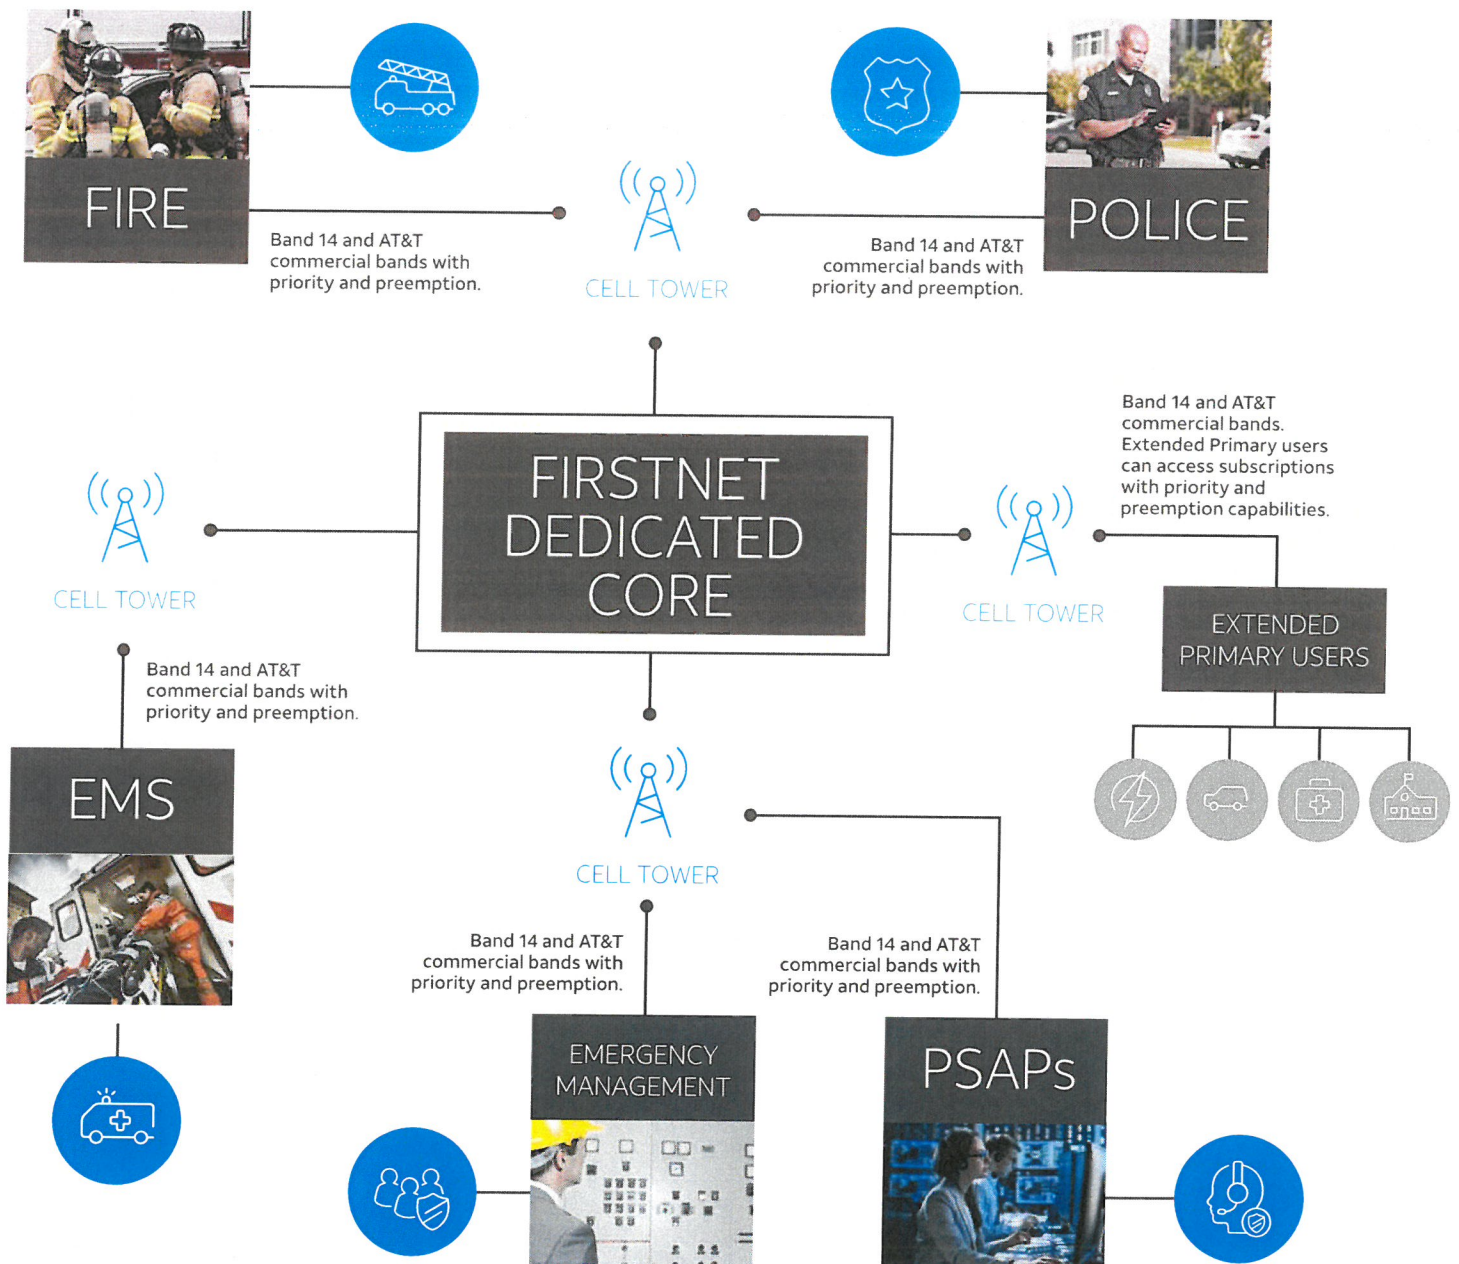 FIRE
Band 14 and AT&T
commercial bands with
priority and preemption.
CELL TOWER
POLICE
Band 14 and AT&T
commercial bands with
priority and preemption.
FIRSTNET
DEDICATED
CORE
CELL TOWER
Band 14 and AT&T
commercial bands with
priority and preemption.
EMS
CELL TOWER
Band 14 and AT&T
commercial bands.
Extended Primary users
can access subscriptions
with priority and
preemption capabilities.
EXTENDED
PRIMARY USERS
CELL TOWER
Band 14 and AT&T
commercial bands with
priority and preemption.
EMERGENCY
MANAGEMENT
Band 14 and AT&T
commercial bands with
priority and preemption.
PSAPs